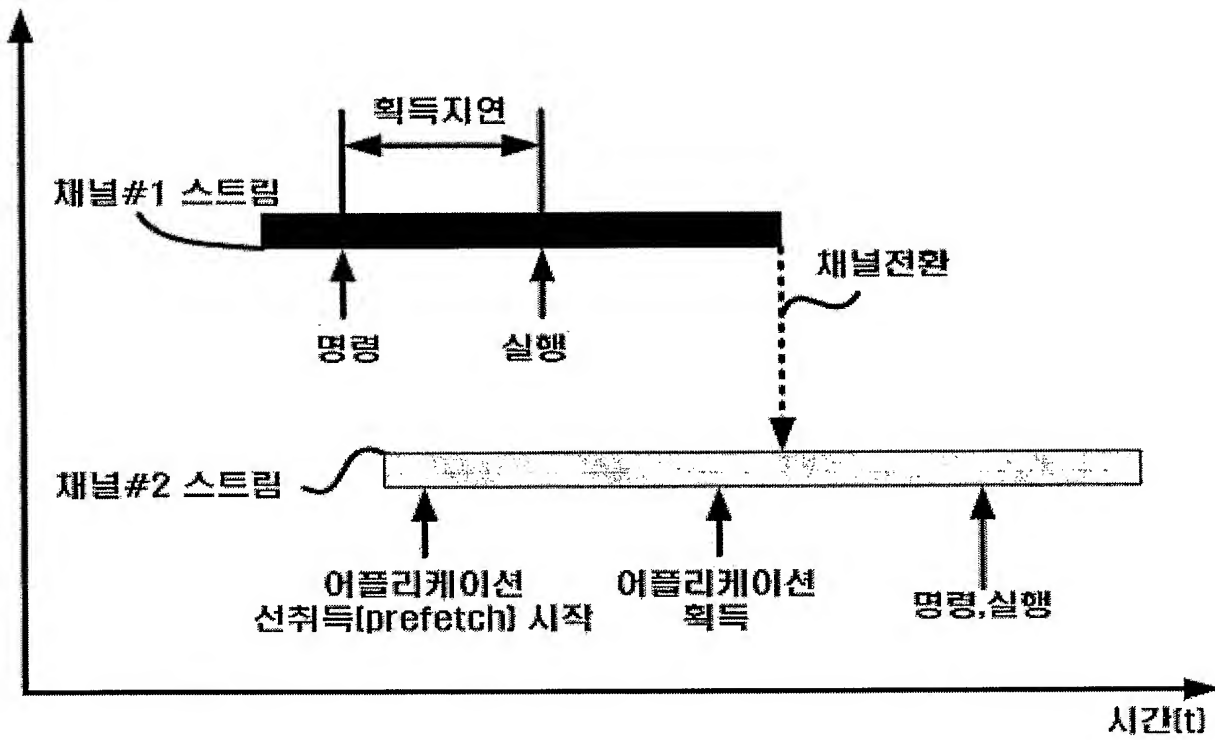 획득지연
채널#1 스트림
채널전환
명령
실행
채널#2 스트림
어플리케이션
선취득(prefetch) 시작
어플리케이션
획득
명령,실행
시간(t)